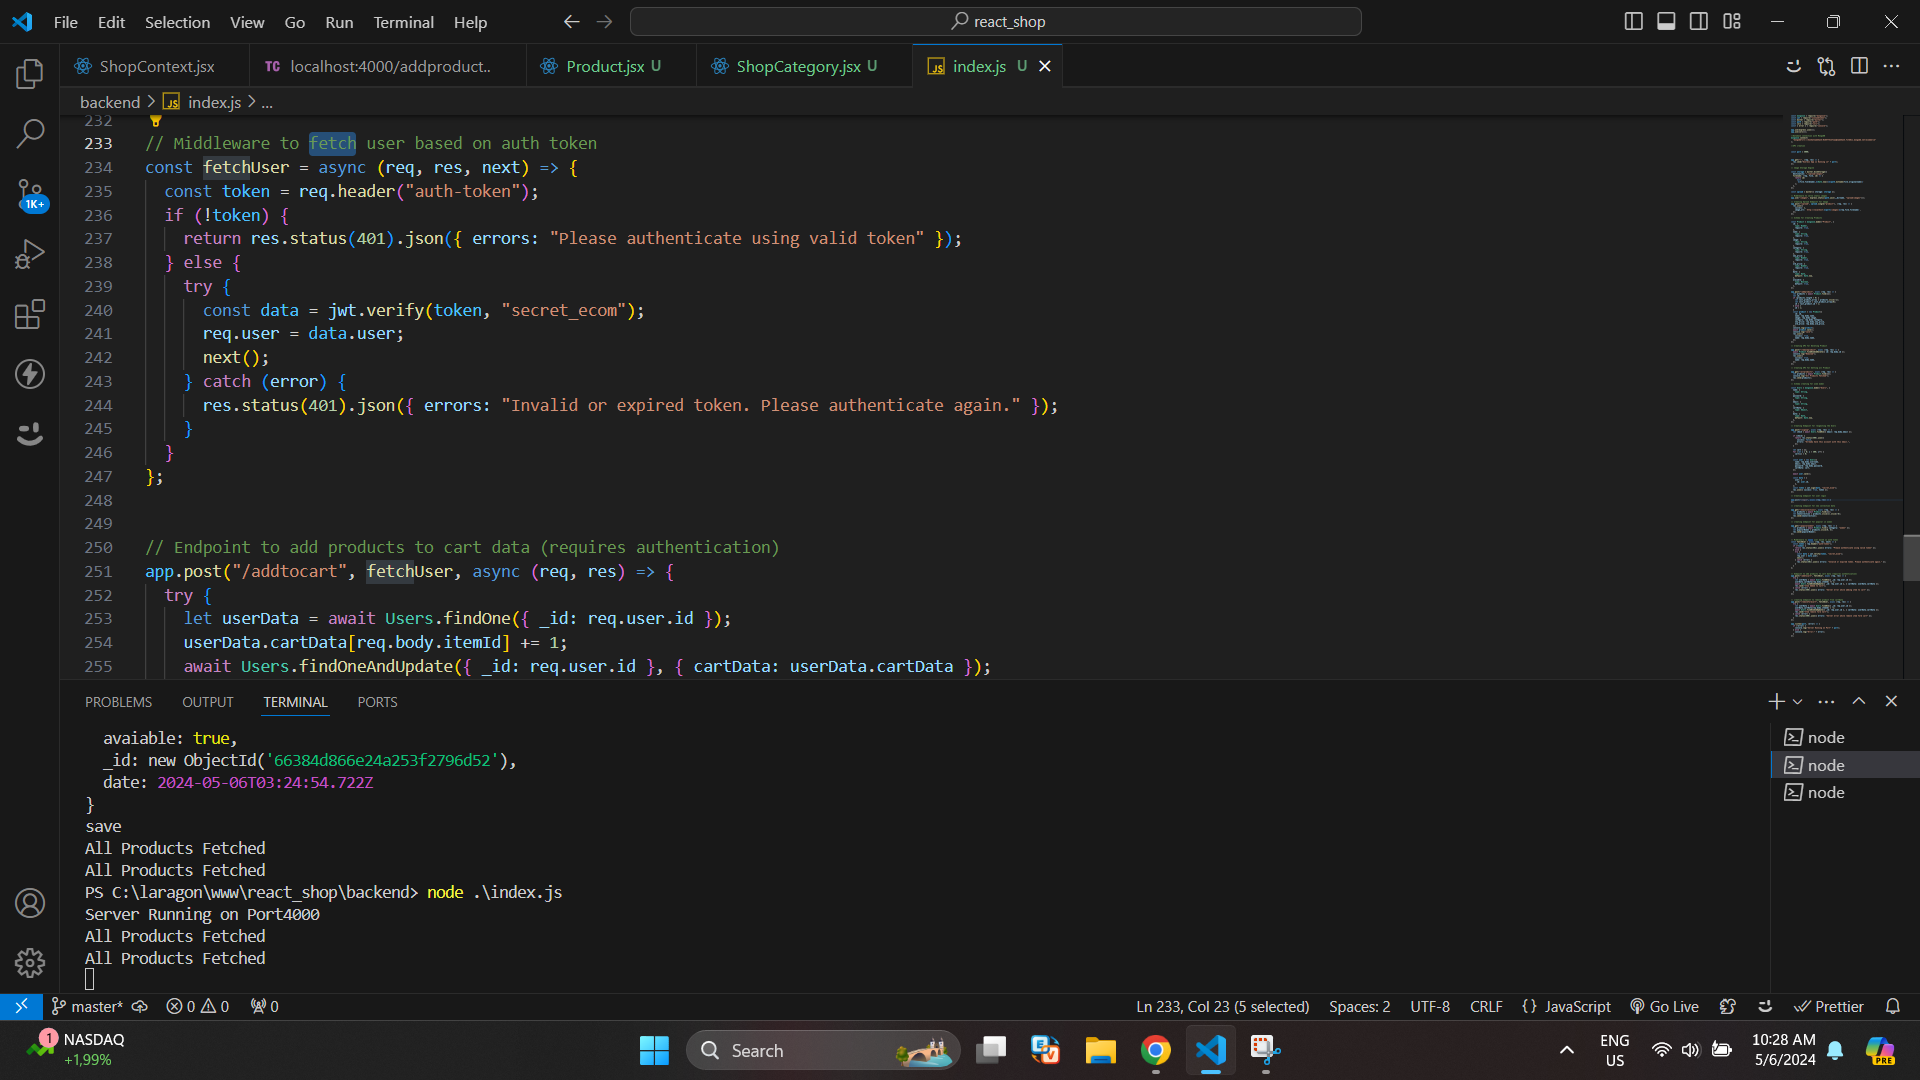 File Edit Selection View Go Run Terminal Help
react_shop
ShopContext.jsx
TC localhost:4000/addproduct..
Product.jsx U
ShopCategory.jsx U
JS index.js U
backend > JS index.js > ...
232
233 // Middleware to fetch user based on auth token
234 const fetchUser = async (req, res, next) => {
235 const token = req.header("auth-token");
236 if (!token) {
237 return res.status(401).json({ errors: "Please authenticate using valid token" });
238 } else {
239 try {
240 const data = jwt.verify(token, "secret_ecom");
241 req.user = data.user;
242 next();
243 } catch (error) {
244 res.status(401).json({ errors: "Invalid or expired token. Please authenticate again." });
245 }
246 }
247 };
248
249
250 // Endpoint to add products to cart data (requires authentication)
251 app.post("/addtocart", fetchUser, async (req, res) => {
252 try {
253 let userData = await Users.findOne({ _id: req.user.id });
254 userData.cartData[req.body.itemId] += 1;
255 await Users.findOneAndUpdate({ _id: req.user.id }, { cartData: userData.cartData });
1K+
PROBLEMS OUTPUT TERMINAL PORTS
avaiable: true,
_id: new ObjectId('66384d866e24a253f2796d52'),
date: 2024-05-06T03:24:54.722Z
}
save
All Products Fetched
All Products Fetched
PS C:\laragon\www\react_shop\backend> node .\index.js
Server Running on Port4000
All Products Fetched
All Products Fetched
node
node
node
master* 0 0 0
Ln 233, Col 23 (5 selected) Spaces: 2 UTF-8 CRLF {} JavaScript Go Live Prettier
1 NASDAQ
+1,99%
Search
ENG
US
10:28 AM
5/6/2024
PRE